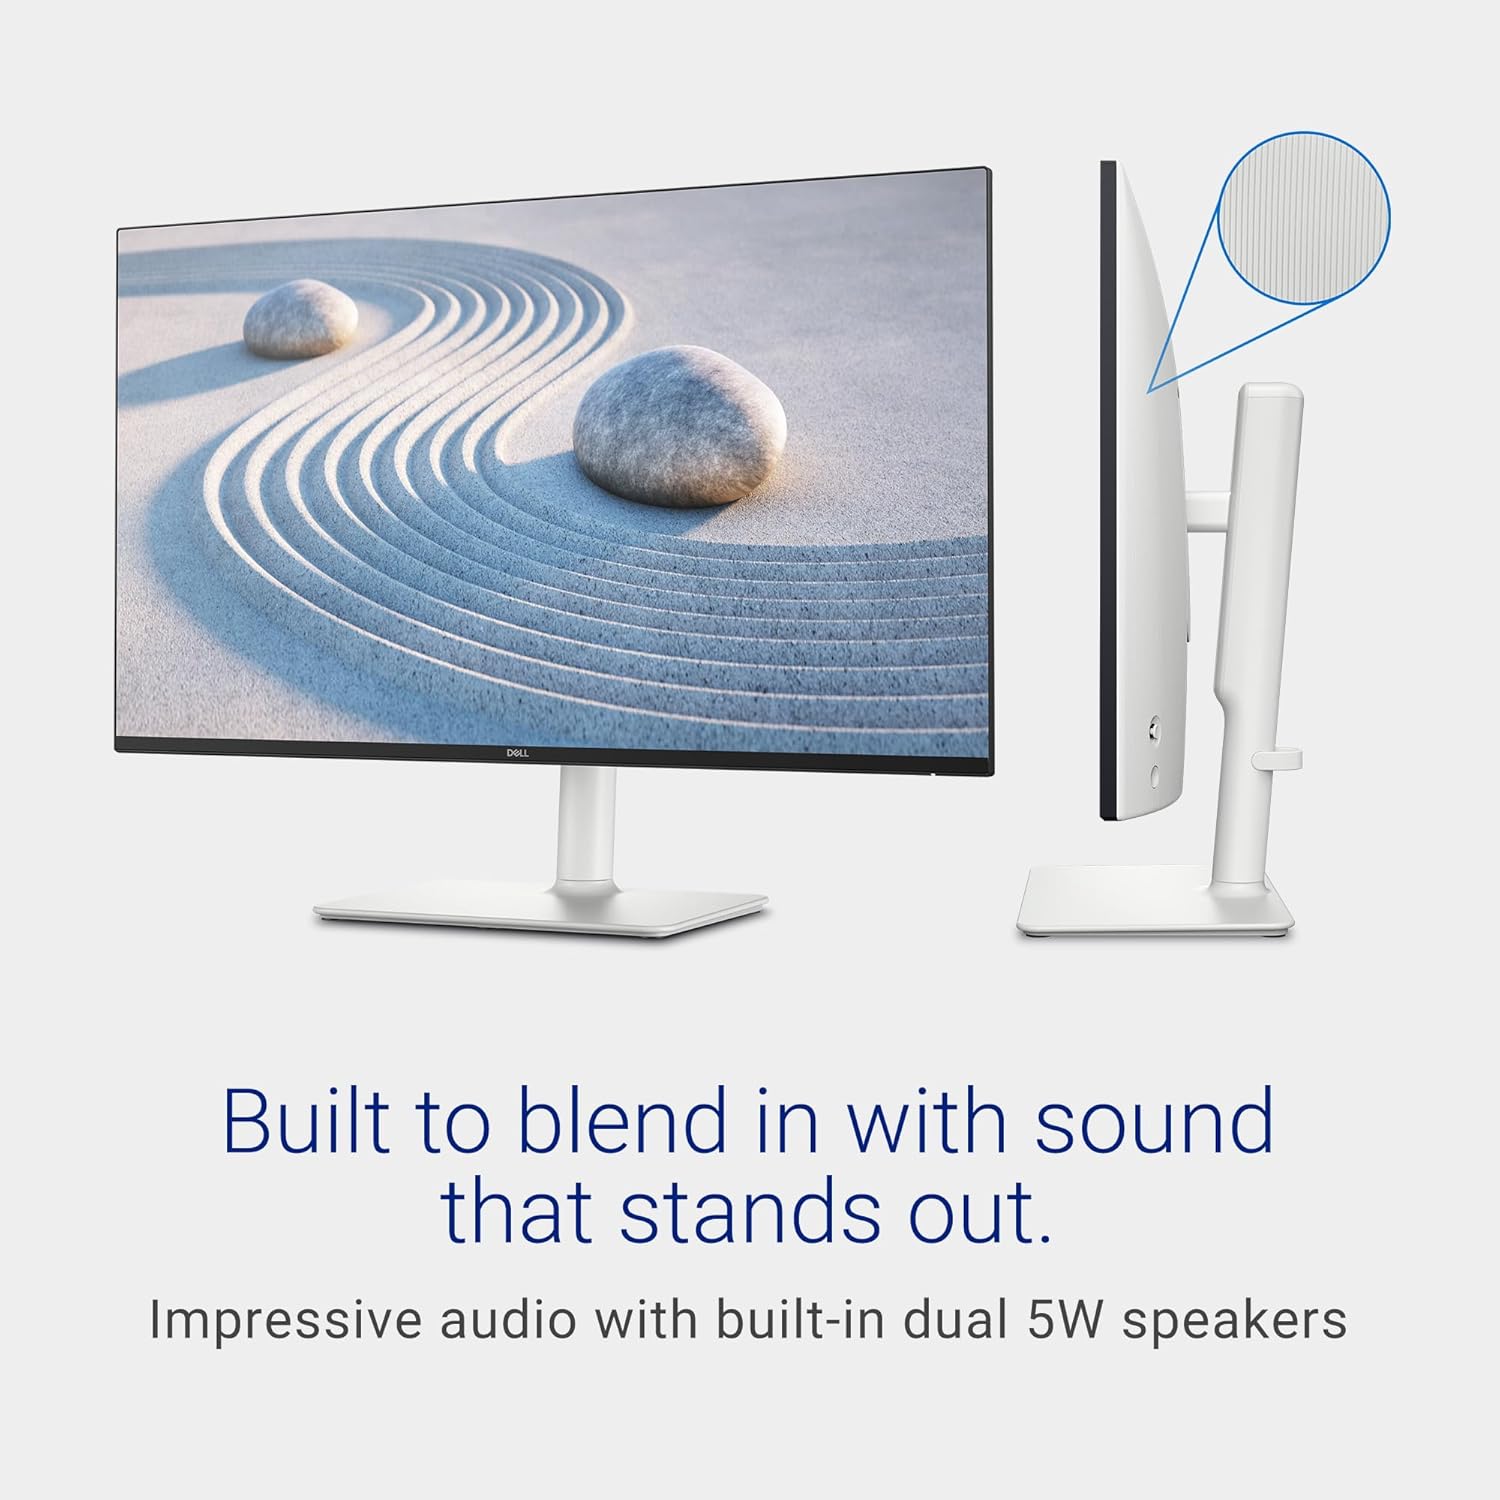 DELL
Built to blend in with sound
that stands out.
Impressive audio with built-in dual 5W speakers